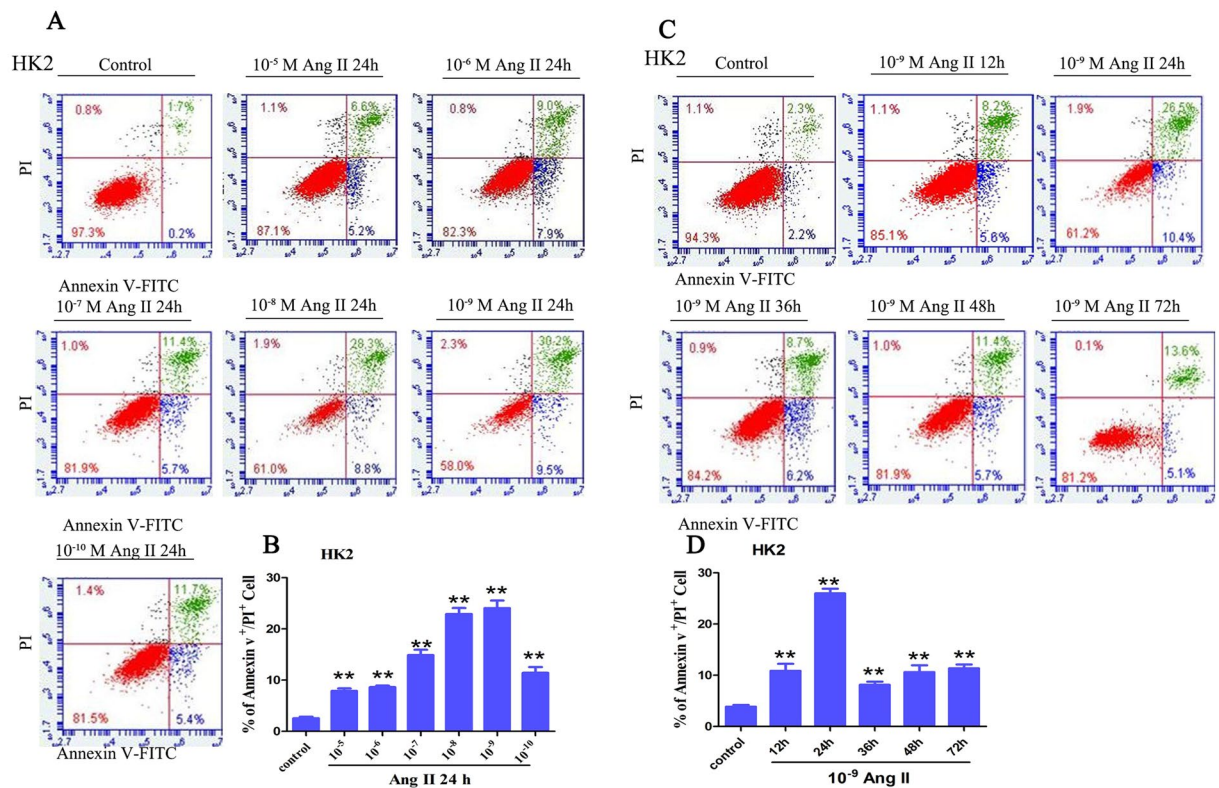 A
HK2
Control
10⁻⁵ M Ang II 24h
10⁻⁶ M Ang II 24h
0.8%
1.7%
97.3%
0.2%
1.1%
6.6%
87.1%
5.2%
0.8%
9.0%
82.3%
7.9%
PI
Annexin V-FITC
10⁻⁷ M Ang II 24h
10⁻⁸ M Ang II 24h
10⁻⁹ M Ang II 24h
1.0%
11.4%
81.9%
5.7%
1.9%
28.3%
61.0%
8.8%
2.3%
30.2%
58.0%
9.5%
PI
Annexin V-FITC
10⁻¹⁰ M Ang II 24h
1.4%
11.7%
81.5%
5.4%
PI
Annexin V-FITC
B
HK2
% of Annexin v⁺/PI⁺ Cell
30
20
10
0
** ** ** ** ** **
control 10⁻⁵ 10⁻⁶ 10⁻⁷ 10⁻⁸ 10⁻⁹ 10⁻¹⁰
Ang II 24 h
C
HK2
Control
10⁻⁹ M Ang II 12h
10⁻⁹ M Ang II 24h
1.1%
2.3%
94.3%
2.2%
1.1%
8.2%
85.1%
5.6%
1.9%
26.5%
61.2%
10.4%
PI
Annexin V-FITC
10⁻⁹ M Ang II 36h
10⁻⁹ M Ang II 48h
10⁻⁹ M Ang II 72h
0.9%
8.7%
84.2%
6.2%
1.0%
11.4%
81.9%
5.7%
0.1%
13.6%
81.2%
5.1%
PI
Annexin V-FITC
D
HK2
% of Annexin v⁺/PI⁺ Cell
30
20
10
0
** ** ** ** **
control 12h 24h 36h 48h 72h
10⁻⁹ Ang II